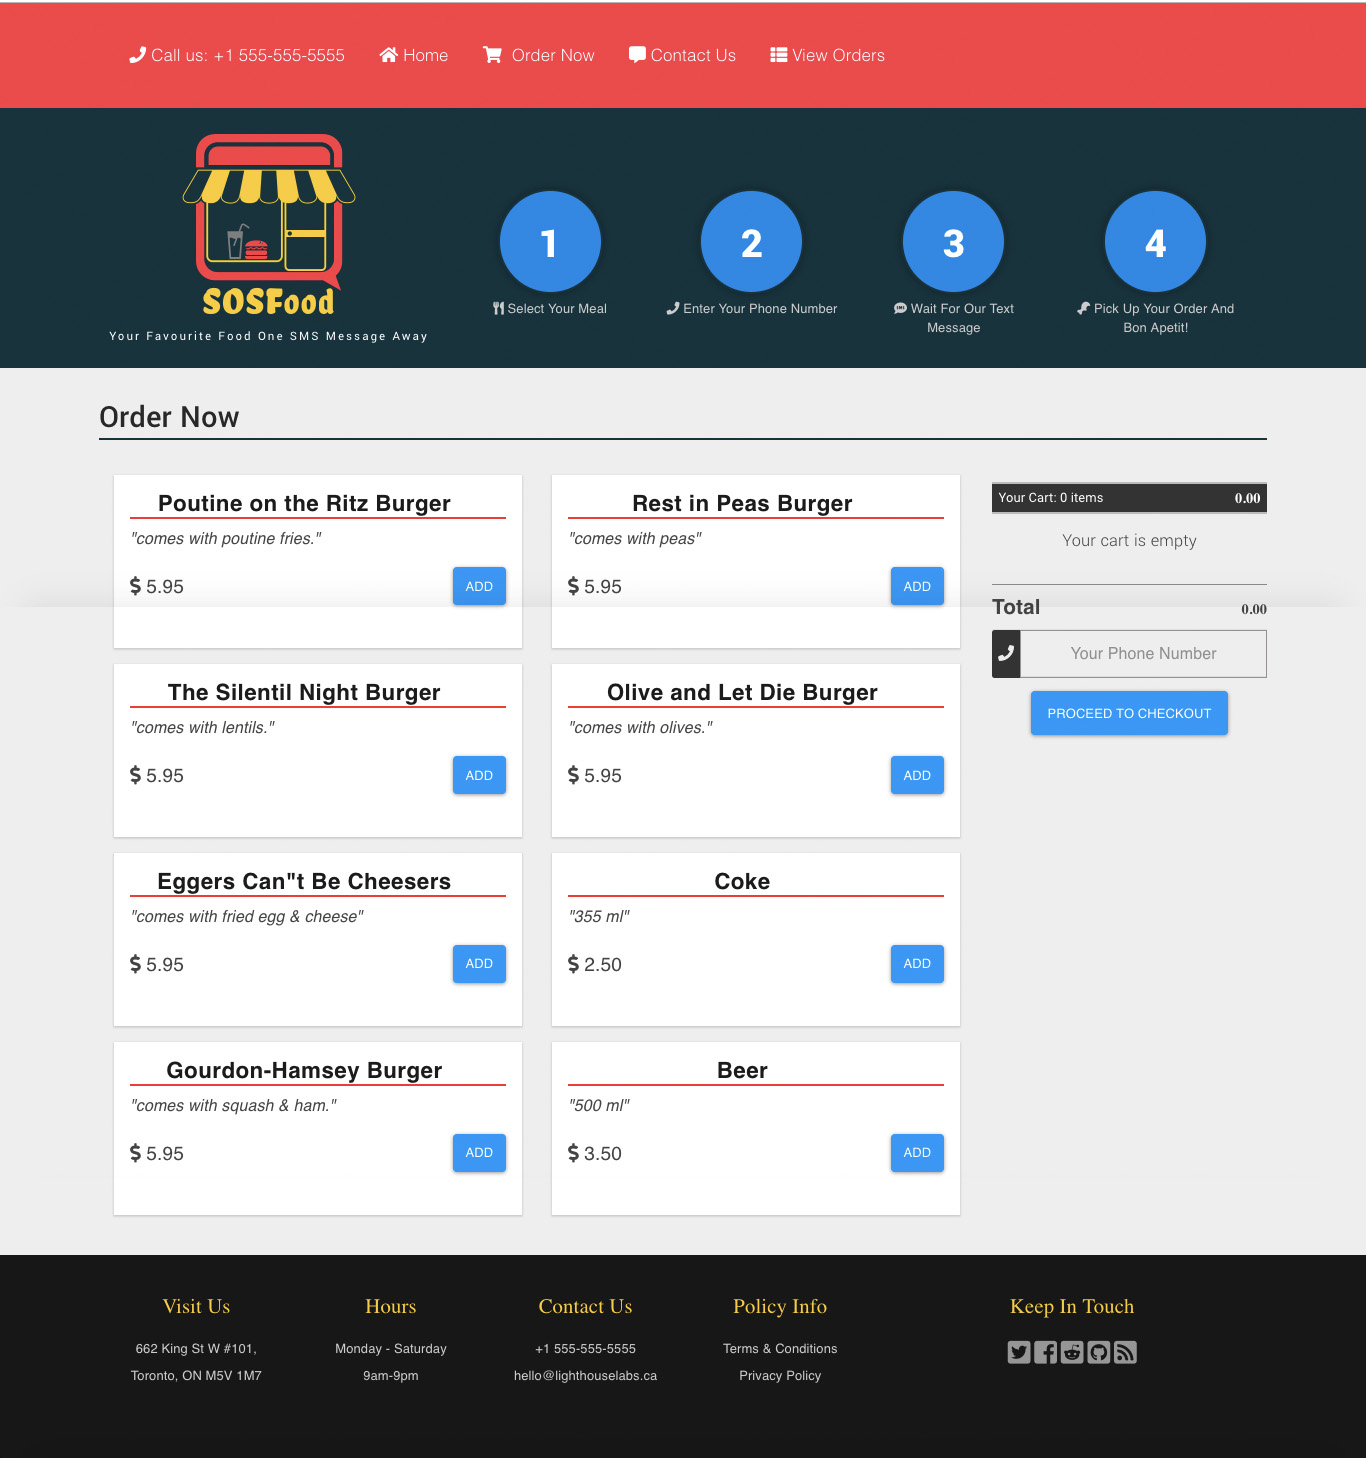 Call us: +1 555-555-5555 Home Order Now Contact Us View Orders
SOSFood
Your Favourite Food One SMS Message Away
1
Select Your Meal
2
Enter Your Phone Number
3
Wait For Our Text
Message
4
Pick Up Your Order And
Bon Apetit!
Order Now
Poutine on the Ritz Burger
"comes with poutine fries."
$ 5.95 ADD
Rest in Peas Burger
"comes with peas"
$ 5.95 ADD
The Silentil Night Burger
"comes with lentils."
$ 5.95 ADD
Olive and Let Die Burger
"comes with olives."
$ 5.95 ADD
Eggers Can"t Be Cheesers
"comes with fried egg & cheese"
$ 5.95 ADD
Coke
"355 ml"
$ 2.50 ADD
Gourdon-Hamsey Burger
"comes with squash & ham."
$ 5.95 ADD
Beer
"500 ml"
$ 3.50 ADD
Your Cart: 0 items 0.00
Your cart is empty
Total 0.00
Your Phone Number
PROCEED TO CHECKOUT
Visit Us
662 King St W #101,
Toronto, ON M5V 1M7
Hours
Monday - Saturday
9am-9pm
Contact Us
+1 555-555-5555
hello@lighthouselabs.ca
Policy Info
Terms & Conditions
Privacy Policy
Keep In Touch